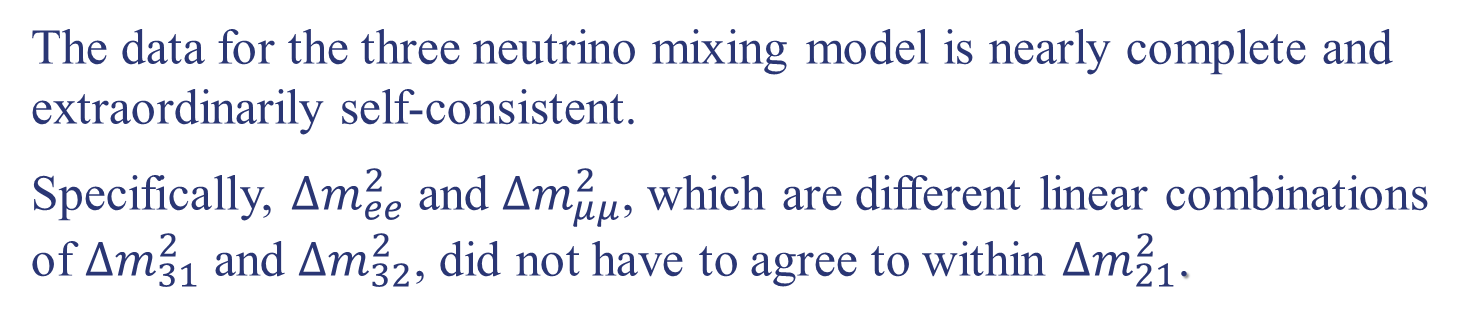 The data for the three neutrino mixing model is nearly complete and
extraordinarily self-consistent.
Specifically, Δm²ₑₑ and Δm²_μμ, which are different linear combinations
of Δm²₃₁ and Δm²₃₂, did not have to agree to within Δm²₂₁.